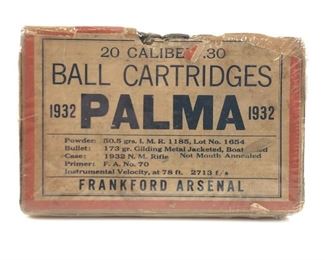 20 CALIBER .30
BALL CARTRIDGES
1932 PALMA 1932
Powder: 50.5 grs. I. M. R. 1185, Lot No. 1654
Bullet: 173 gr. Gilding Metal Jacketed,
Case: 1932 N. M. Rifle Not Mouth Annealed
Primer: F. A. No. 70
Instrumental Velocity, at 78 ft. 2713 f/s
FRANKFORD ARSENAL